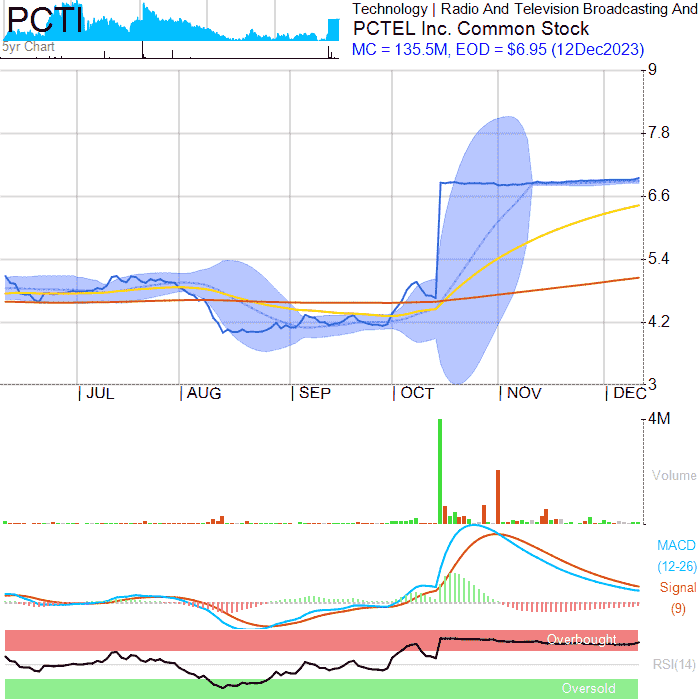 PCTI
5yr Chart
Technology | Radio And Television Broadcasting And
PCTEL Inc. Common Stock
MC = 135.5M, EOD = $6.95 (12Dec2023)
9
7.8
6.6
5.4
4.2
3
JUL AUG SEP OCT NOV DEC
4M
Volume
MACD
(12-26)
Signal
(9)
Overbought
RSI(14)
Oversold